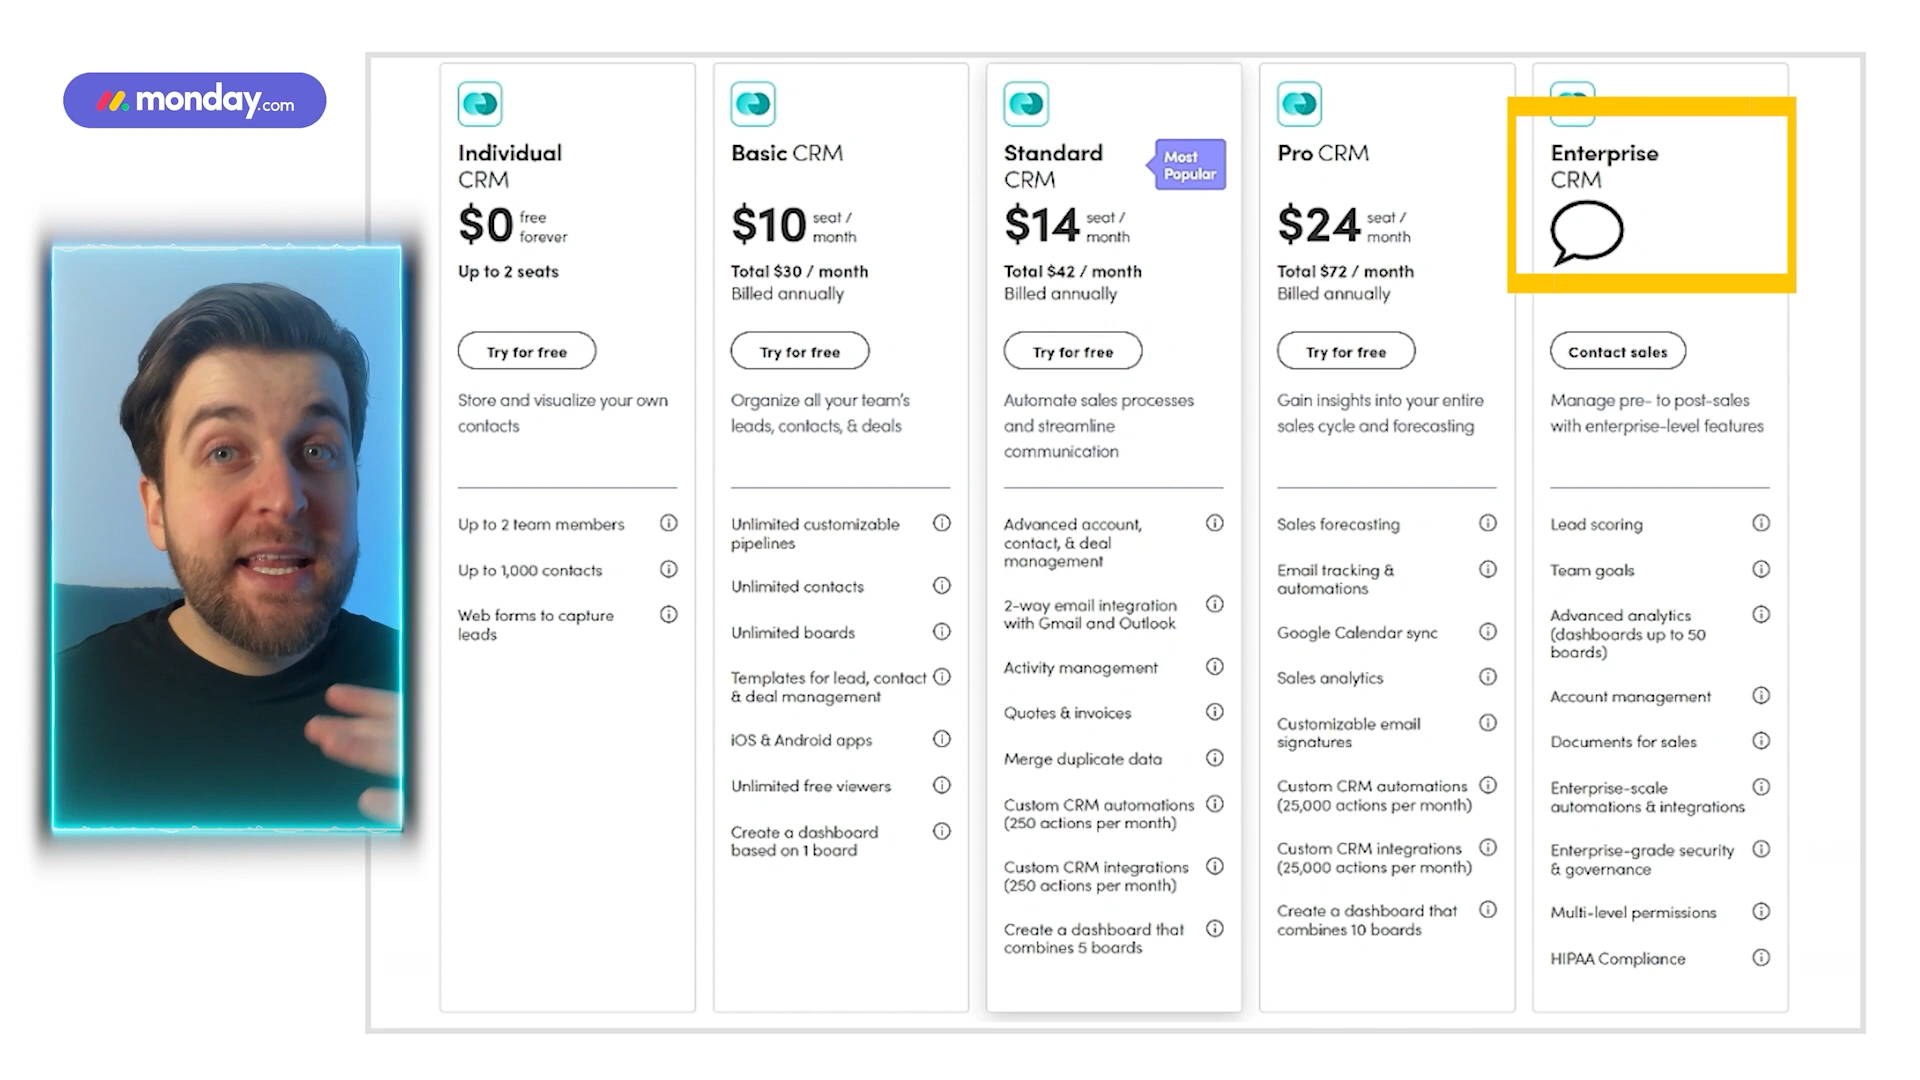 monday.com
Individual
CRM
$0 free
forever
Up to 2 seats
Try for free
Store and visualize your own
contacts
Up to 2 team members
Up to 1,000 contacts
Web forms to capture
leads
Basic CRM
$10 seat /
month
Total $30 / month
Billed annually
Try for free
Organize all your team's
leads, contacts, & deals
Unlimited customizable
pipelines
Unlimited contacts
Unlimited boards
Templates for lead, contact
& deal management
iOS & Android apps
Unlimited free viewers
Create a dashboard
based on 1 board
Standard
CRM
Most
Popular
$14 seat /
month
Total $42 / month
Billed annually
Try for free
Automate sales processes
and streamline
communication
Advanced account,
contact, & deal
management
2-way email integration
with Gmail and Outlook
Activity management
Quotes & invoices
Merge duplicate data
Custom CRM automations
(250 actions per month)
Custom CRM integrations
(250 actions per month)
Create a dashboard that
combines 5 boards
Pro CRM
$24 seat /
month
Total $72 / month
Billed annually
Try for free
Gain insights into your entire
sales cycle and forecasting
Sales forecasting
Email tracking &
automations
Google Calendar sync
Sales analytics
Customizable email
signatures
Custom CRM automations
(25,000 actions per month)
Custom CRM integrations
(25,000 actions per month)
Create a dashboard that
combines 10 boards
Enterprise
CRM
Contact sales
Manage pre- to post-sales
with enterprise-level features
Lead scoring
Team goals
Advanced analytics
(dashboards up to 50
boards)
Account management
Documents for sales
Enterprise-scale
automations & integrations
Enterprise-grade security
& governance
Multi-level permissions
HIPAA Compliance